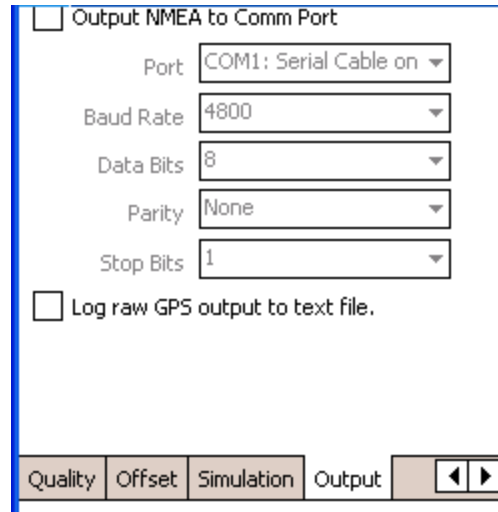 Output NMEA to Comm Port
Port COM1: Serial Cable on
Baud Rate 4800
Data Bits 8
Parity None
Stop Bits 1
Log raw GPS output to text file.
Quality Offset Simulation Output